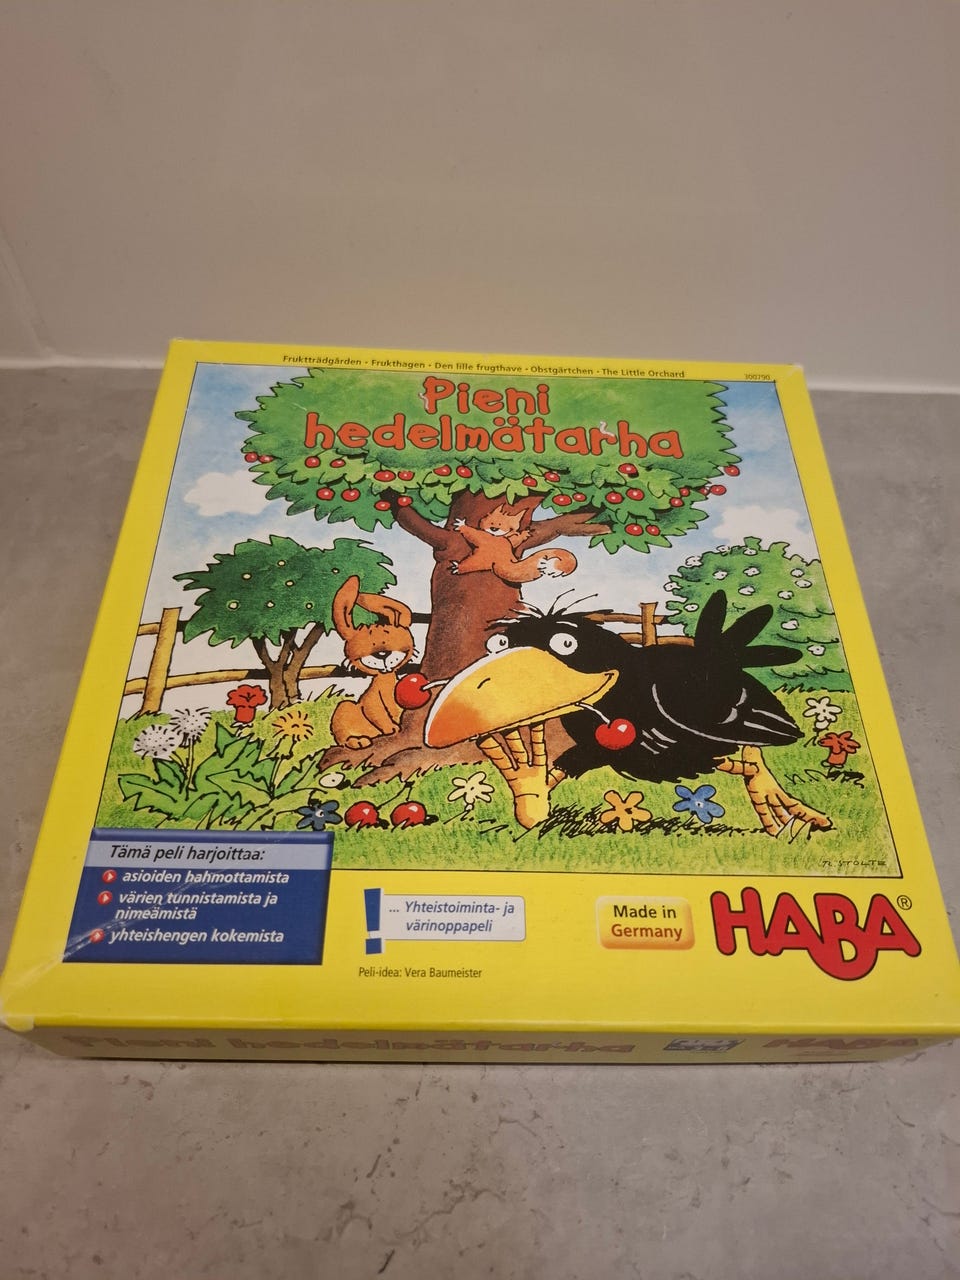 Fruktträdgården • Frukthagen • Den lille frugthave • Obstgärtchen • The Little Orchard
300790
Pieni
hedelmätarha
R. STOLTE
Tämä peli harjoittaa:
asioiden hahmottamista
värien tunnistamista ja
nimeämistä
yhteishengen kokemista
! ... Yhteistoiminta- ja
värinoppapeli
Made in
Germany
HABA®
Peli-idea: Vera Baumeister
Pieni hedelmätarha
HABA